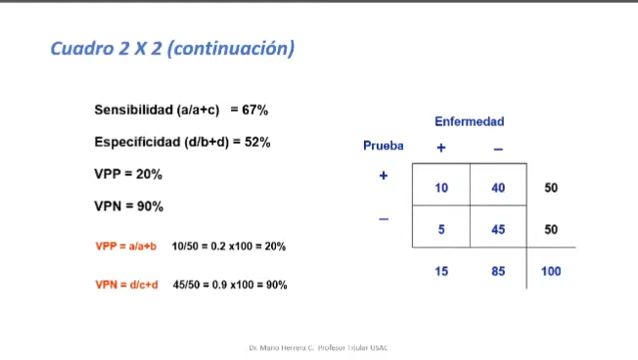 Cuadro 2 X 2 (continuación)
Sensibilidad (a/a+c) = 67%
Especificidad (d/b+d) = 52%
VPP = 20%
VPN = 90%
VPP = a/a+b 10/50 = 0.2 x100 = 20%
VPN = d/c+d 45/50 = 0.9 x100 = 90%
Enfermedad
Prueba + –
+ 10 40 50
– 5 45 50
15 85 100
Dr. Mario Herrera C. Profesor Titular USAC